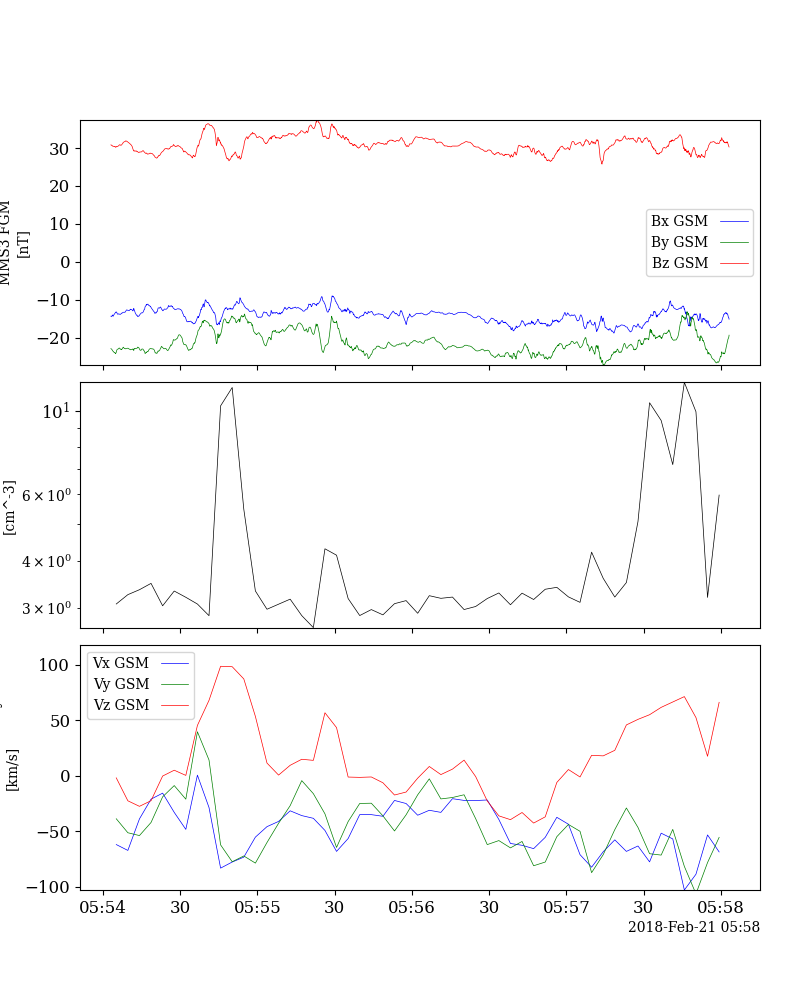 30
20
10
0
−10
−20
MMS3 FGM
[nT]
Bx GSM
By GSM
Bz GSM
10¹
6 × 10⁰
4 × 10⁰
3 × 10⁰
[cm^-3]
100
50
0
−50
−100
[km/s]
Vx GSM
Vy GSM
Vz GSM
05:54 30 05:55 30 05:56 30 05:57 30 05:58
2018-Feb-21 05:58